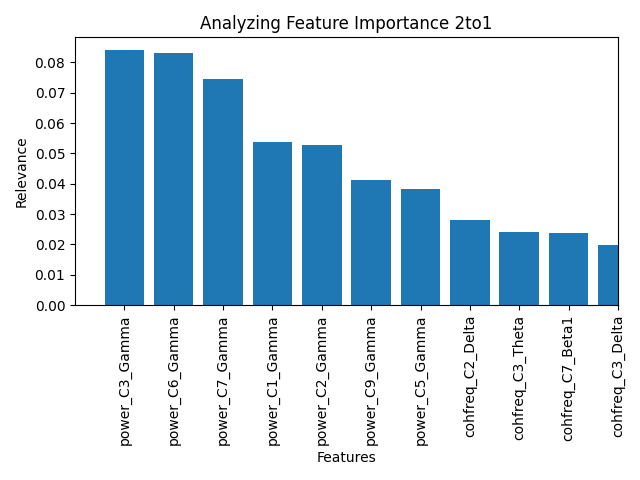 Analyzing Feature Importance 2to1
Relevance
0.08
0.07
0.06
0.05
0.04
0.03
0.02
0.01
0.00
power_C3_Gamma
power_C6_Gamma
power_C7_Gamma
power_C1_Gamma
power_C2_Gamma
power_C9_Gamma
power_C5_Gamma
cohfreq_C2_Delta
cohfreq_C3_Theta
cohfreq_C7_Beta1
cohfreq_C3_Delta
Features